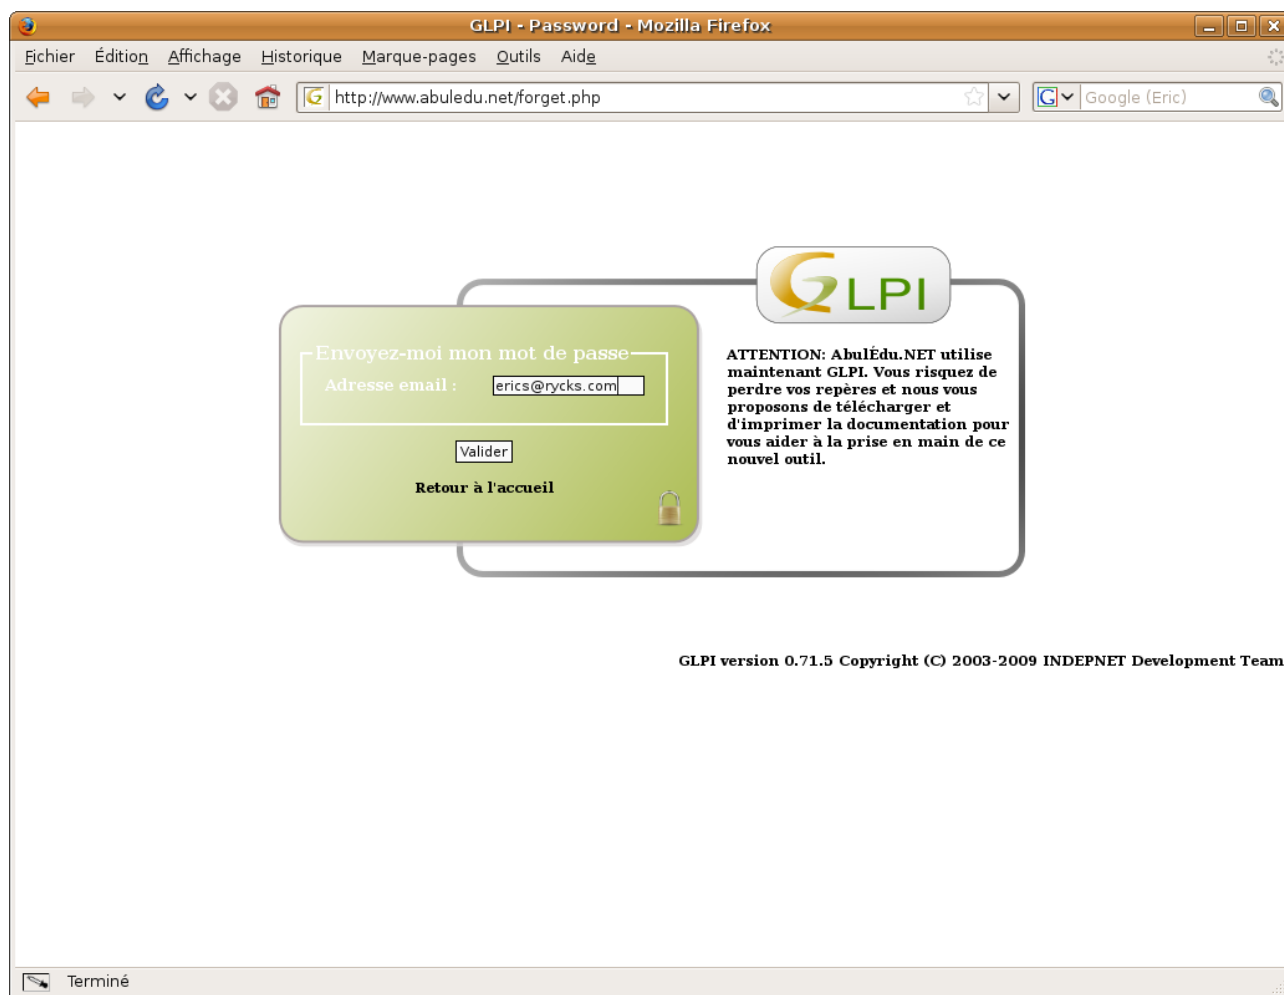 GLPI - Password - Mozilla Firefox
Fichier Édition Affichage Historique Marque-pages Outils Aide
http://www.abuledu.net/forget.php
G Google (Eric)
GLPI
Envoyez-moi mon mot de passe
Adresse email : erics@rycks.com
Valider
Retour à l'accueil
ATTENTION: AbulÉdu.NET utilise
maintenant GLPI. Vous risquez de
perdre vos repères et nous vous
proposons de télécharger et
d'imprimer la documentation pour
vous aider à la prise en main de ce
nouvel outil.
GLPI version 0.71.5 Copyright (C) 2003-2009 INDEPNET Development Team
Terminé